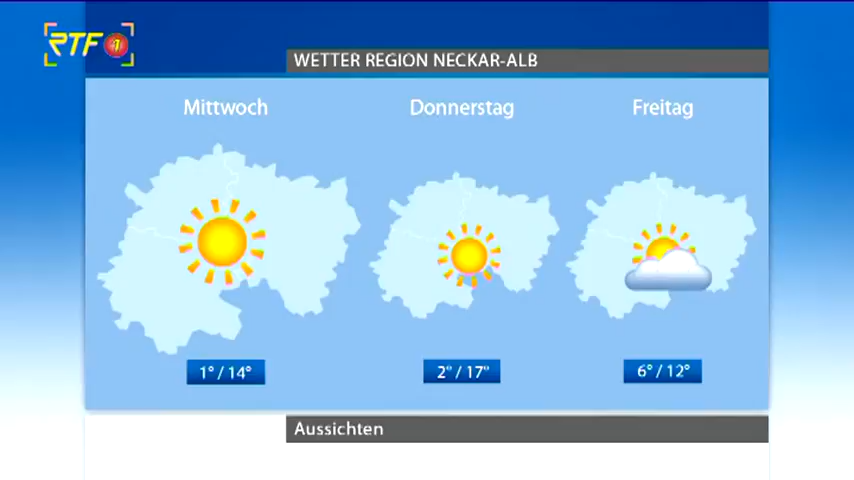 RTF 1
WETTER REGION NECKAR-ALB
Mittwoch Donnerstag Freitag
1° / 14° 2° / 17° 6° / 12°
Aussichten